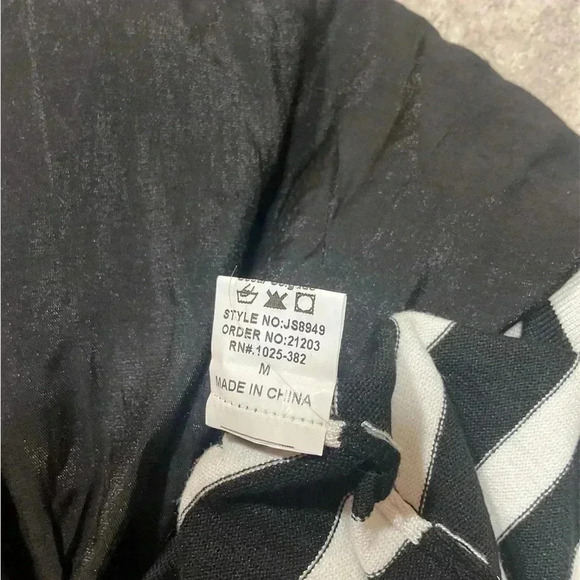 STYLE NO:JS8949
ORDER NO:21203
RN#.1025-382
M
MADE IN CHINA